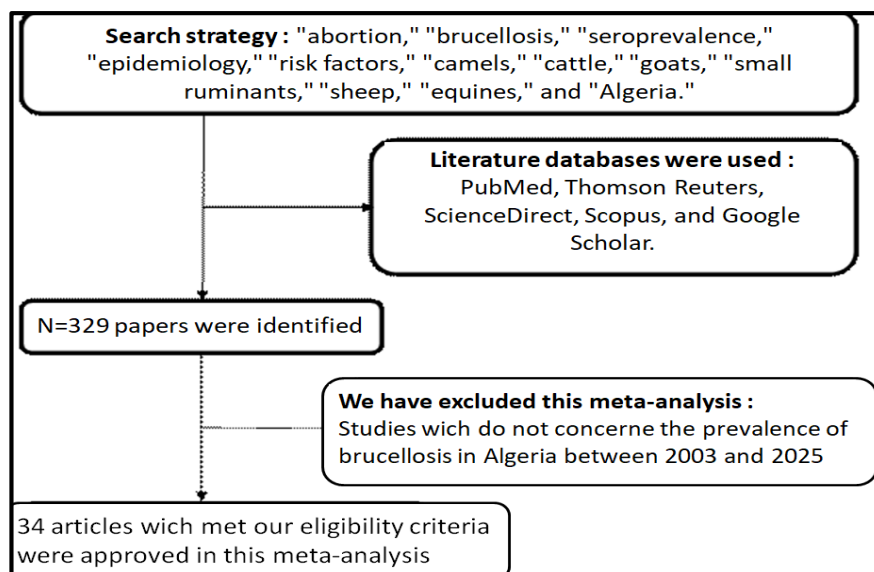 Search strategy : "abortion," "brucellosis," "seroprevalence,"
"epidemiology," "risk factors," "camels," "cattle," "goats," "small
ruminants," "sheep," "equines," and "Algeria."
Literature databases were used :
PubMed, Thomson Reuters,
ScienceDirect, Scopus, and Google
Scholar.
N=329 papers were identified
We have excluded this meta-analysis :
Studies wich do not concerne the prevalence of
brucellosis in Algeria between 2003 and 2025
34 articles wich met our eligibility criteria
were approved in this meta-analysis